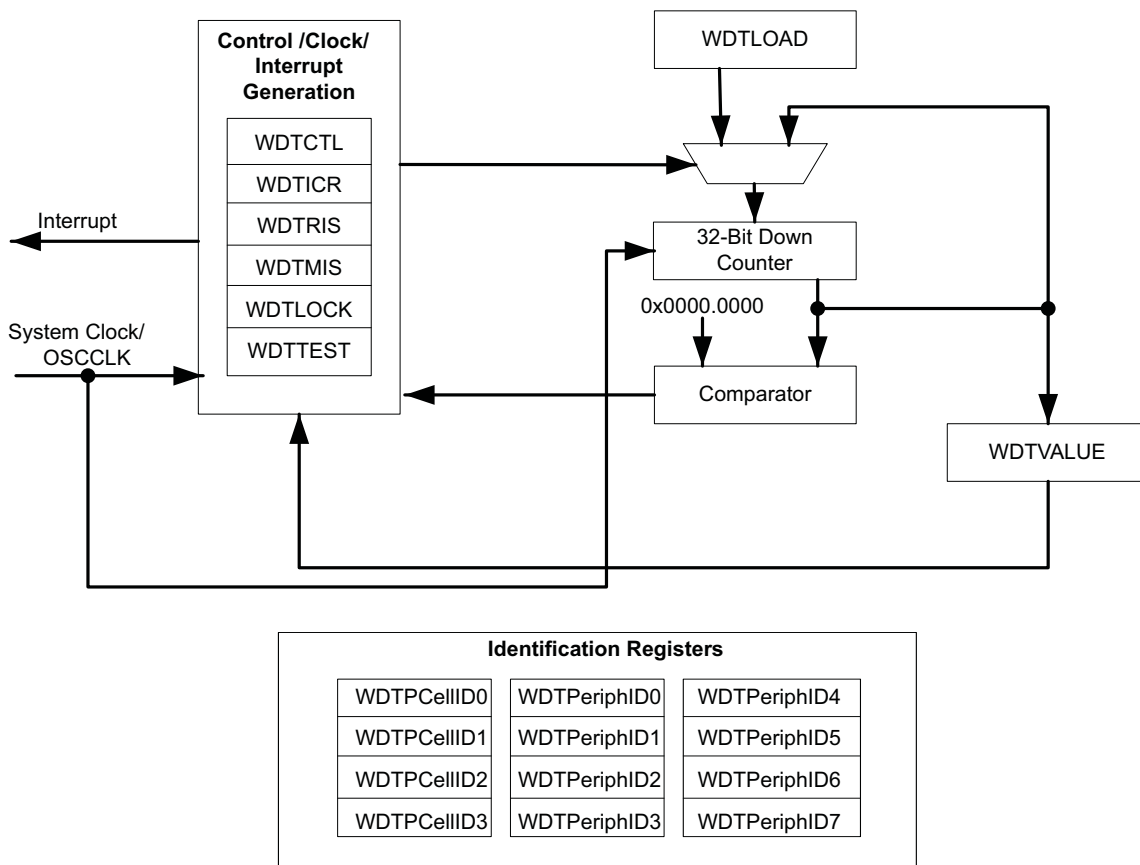 Control /Clock/
Interrupt
Generation
WDTCTL
WDTICR
WDTRIS
WDTMIS
WDTLOCK
WDTTEST
Interrupt
System Clock/
OSCCLK
WDTLOAD
32-Bit Down
Counter
0x0000.0000
Comparator
WDTVALUE
Identification Registers
WDTPCellID0
WDTPCellID1
WDTPCellID2
WDTPCellID3
WDTPeriphID0
WDTPeriphID1
WDTPeriphID2
WDTPeriphID3
WDTPeriphID4
WDTPeriphID5
WDTPeriphID6
WDTPeriphID7